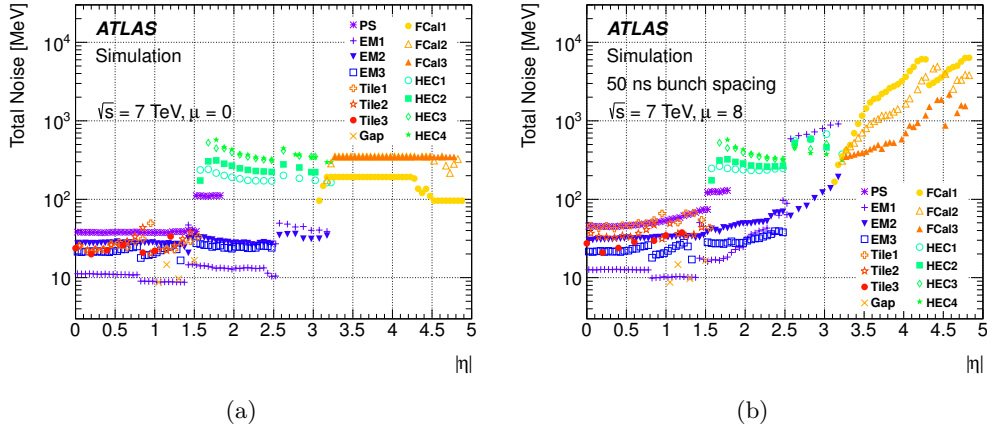 Total Noise [MeV]
ATLAS
Simulation
√s = 7 TeV, μ = 0
PS
EM1
EM2
EM3
Tile1
Tile2
Tile3
Gap
FCal1
FCal2
FCal3
HEC1
HEC2
HEC3
HEC4
10⁴
10³
10²
10
0 0.5 1 1.5 2 2.5 3 3.5 4 4.5 5
|η|
(a)
Total Noise [MeV]
ATLAS
Simulation
50 ns bunch spacing
√s = 7 TeV, μ = 8
PS
EM1
EM2
EM3
Tile1
Tile2
Tile3
Gap
FCal1
FCal2
FCal3
HEC1
HEC2
HEC3
HEC4
10⁴
10³
10²
10
0 0.5 1 1.5 2 2.5 3 3.5 4 4.5 5
|η|
(b)